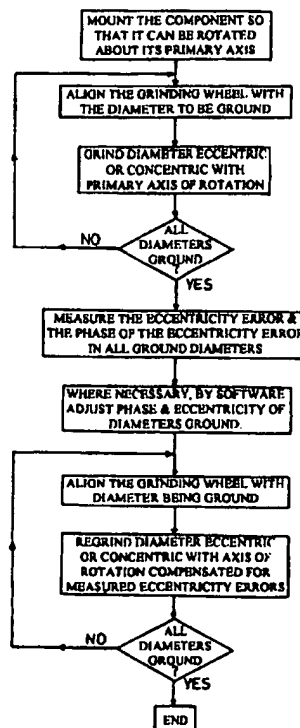 MOUNT THE COMPONENT SO
THAT IT CAN BE ROTATED
ABOUT ITS PRIMARY AXIS
ALIGN THE GRINDING WHEEL WITH
THE DIAMETER TO BE GROUND
GRIND DIAMETER ECCENTRIC
OR CONCENTRIC WITH
PRIMARY AXIS OF ROTATION
ALL
DIAMETERS
GROUND
?
NO
YES
MEASURE THE ECCENTRICITY ERROR &
THE PHASE OF THE ECCENTRICITY ERROR
IN ALL GROUND DIAMETERS
WHERE NECESSARY, BY SOFTWARE
ADJUST PHASE & ECCENTRICITY OF
DIAMETERS GROUND.
ALIGN THE GRINDING WHEEL WITH
DIAMETER BEING GROUND
REGRIND DIAMETER ECCENTRIC
OR CONCENTRIC WITH AXIS OF
ROTATION COMPENSATED FOR
MEASURED ECCENTRICITY ERRORS
ALL
DIAMETERS
GROUND
?
NO
YES
END